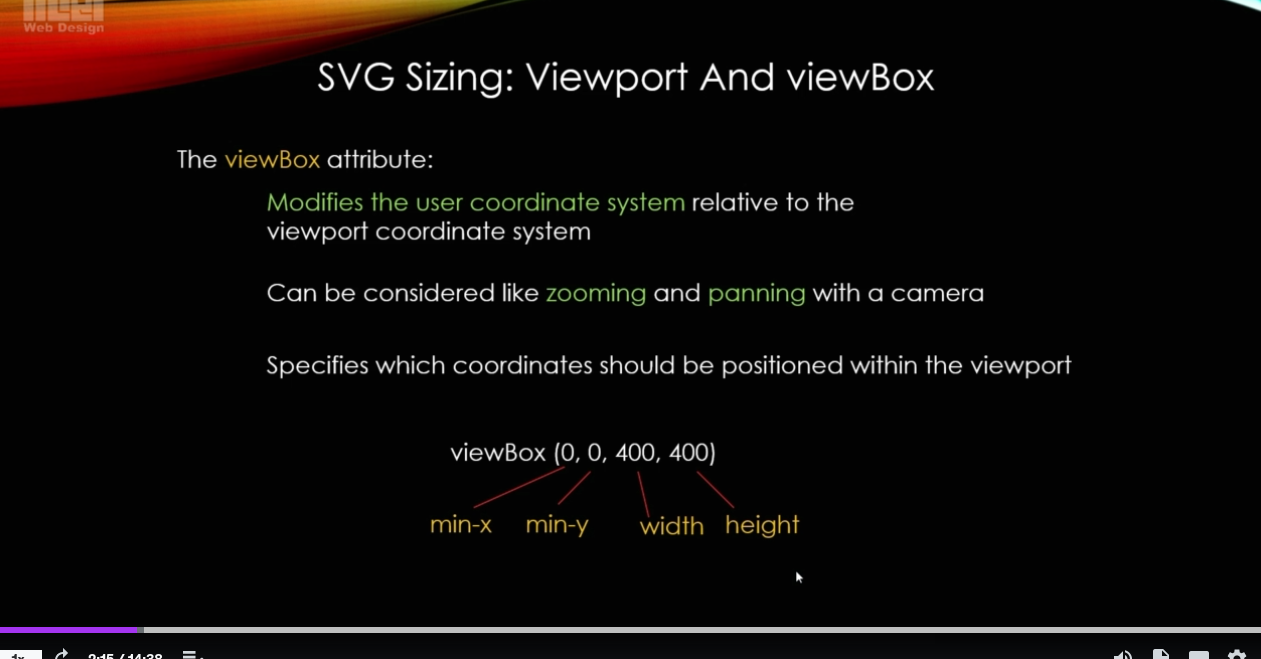 Web Design
SVG Sizing: Viewport And viewBox
The viewBox attribute:
Modifies the user coordinate system relative to the
viewport coordinate system
Can be considered like zooming and panning with a camera
Specifies which coordinates should be positioned within the viewport
viewBox (0, 0, 400, 400)
min-x min-y width height
1x 2:15 / 14:38